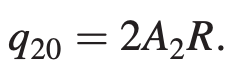 q₂₀ = 2A₂R.